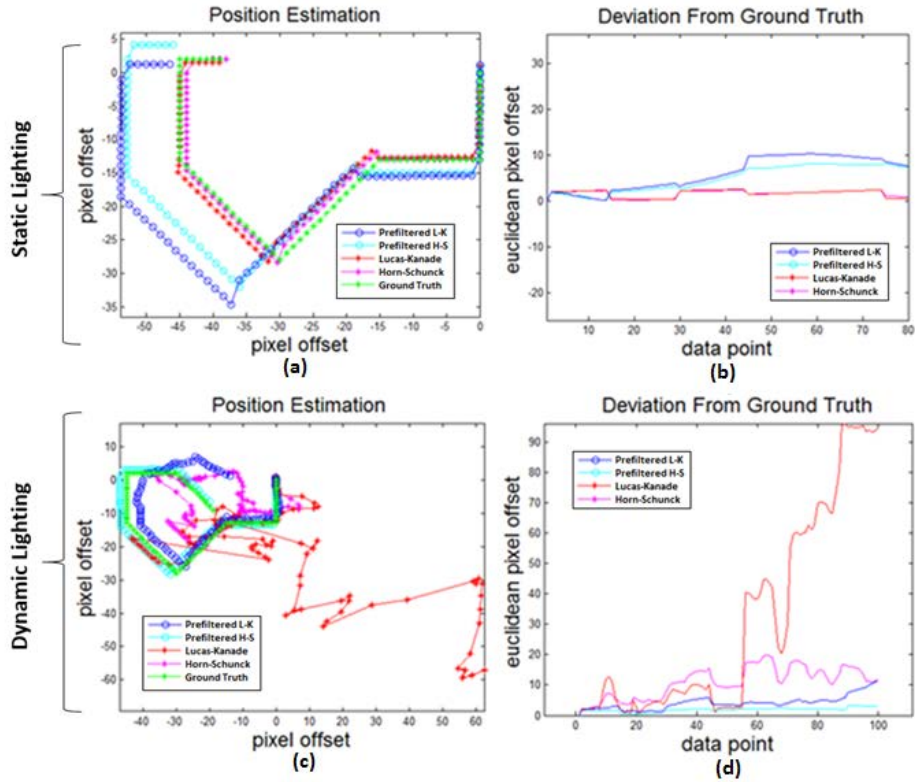 Static Lighting
Position Estimation
5
0
-5
-10
-15
-20
-25
-30
-35
pixel offset
-50 -45 -40 -35 -30 -25 -20 -15 -10 -5 0
pixel offset
Prefiltered L-K
Prefiltered H-S
Lucas-Kanade
Horn-Schunck
Ground Truth
(a)
Deviation From Ground Truth
30
20
10
0
-10
-20
euclidean pixel offset
10 20 30 40 50 60 70 80
data point
Prefiltered L-K
Prefiltered H-S
Lucas-Kanade
Horn-Schunck
(b)
Dynamic Lighting
Position Estimation
10
0
-10
-20
-30
-40
-50
-60
pixel offset
-40 -30 -20 -10 0 10 20 30 40 50 60
pixel offset
Prefiltered L-K
Prefiltered H-S
Lucas-Kanade
Horn-Schunck
Ground Truth
(c)
Deviation From Ground Truth
90
80
70
60
50
40
30
20
10
0
euclidean pixel offset
0 20 40 60 80 100
data point
Prefiltered L-K
Prefiltered H-S
Lucas-Kanade
Horn-Schunck
(d)